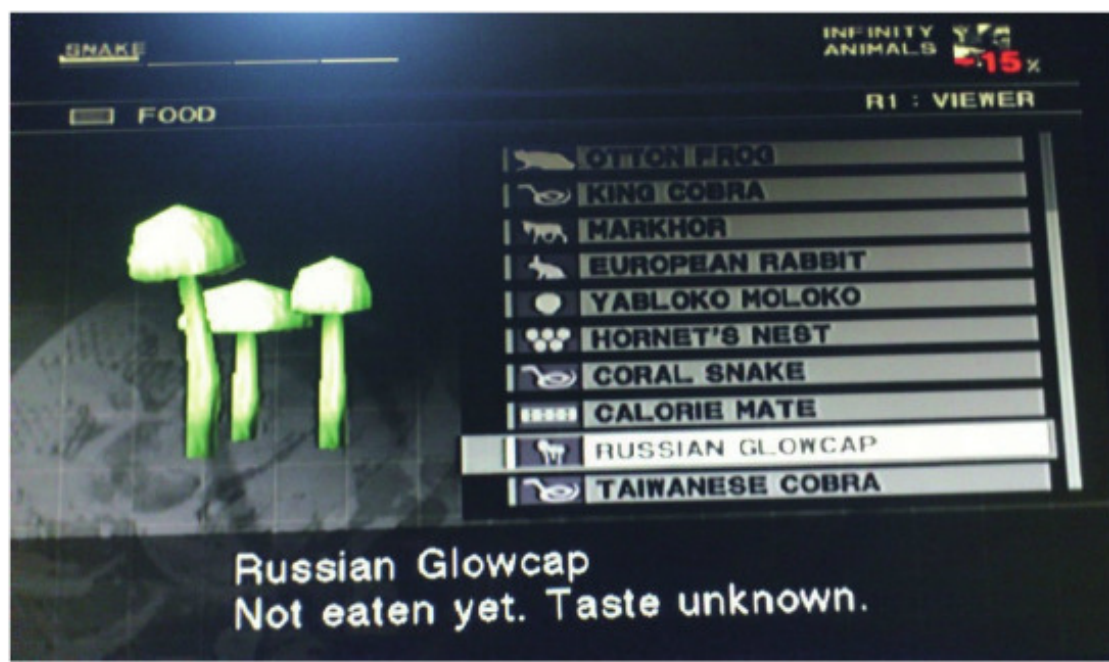 SNAKE
INFINITY
ANIMALS
-15%
FOOD
R1 : VIEWER
OTTON FROG
KING COBRA
MARKHOR
EUROPEAN RABBIT
YABLOKO MOLOKO
HORNET'S NEST
CORAL SNAKE
CALORIE MATE
RUSSIAN GLOWCAP
TAIWANESE COBRA
Russian Glowcap
Not eaten yet. Taste unknown.